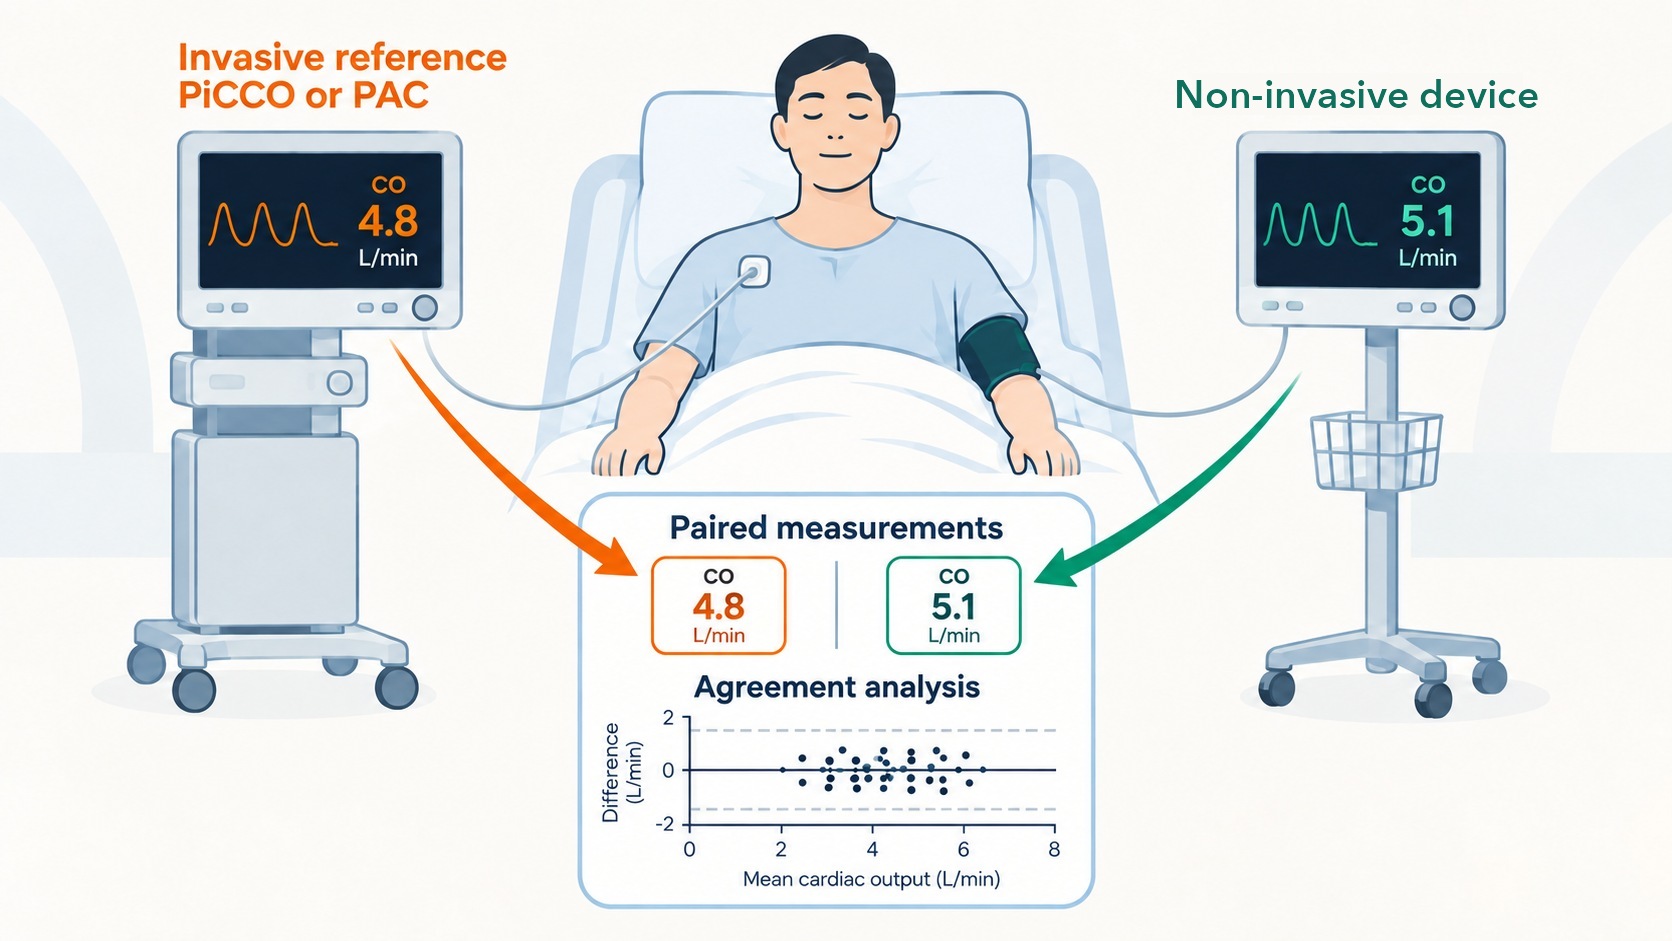 Invasive reference
PiCCO or PAC
Non-invasive device
CO
4.8
L/min
CO
5.1
L/min
Paired measurements
CO
4.8
L/min
CO
5.1
L/min
Agreement analysis
Difference
(L/min)
2
0
-2
0
2
4
6
8
Mean cardiac output (L/min)